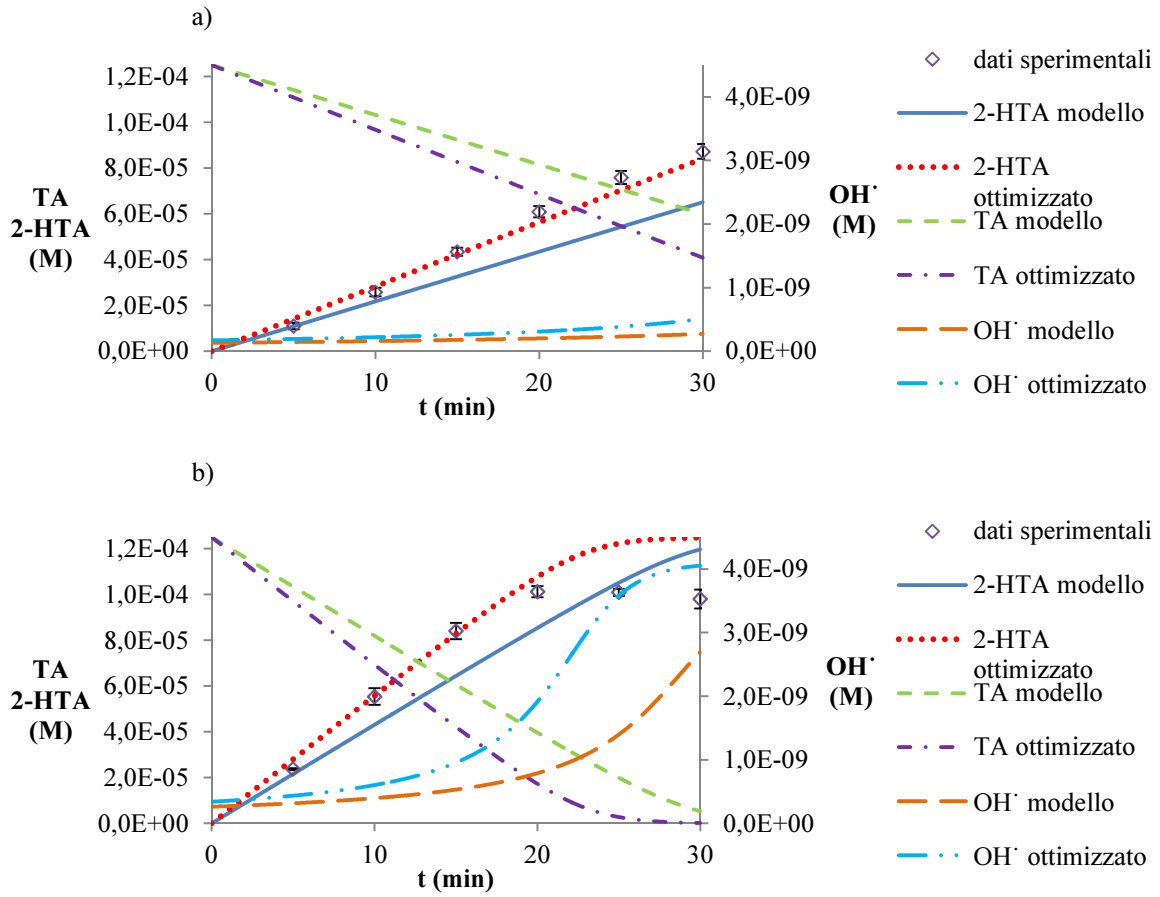 a)
1,2E-04
1,0E-04
8,0E-05
6,0E-05
4,0E-05
2,0E-05
0,0E+00
TA
2-HTA
(M)
4,0E-09
3,0E-09
2,0E-09
1,0E-09
0,0E+00
OH˙
(M)
0
10
20
30
t (min)
dati sperimentali
2-HTA modello
2-HTA
ottimizzato
TA modello
TA ottimizzato
OH˙ modello
OH˙ ottimizzato
b)
1,2E-04
1,0E-04
8,0E-05
6,0E-05
4,0E-05
2,0E-05
0,0E+00
TA
2-HTA
(M)
4,0E-09
3,0E-09
2,0E-09
1,0E-09
0,0E+00
OH˙
(M)
0
10
20
30
t (min)
dati sperimentali
2-HTA modello
2-HTA
ottimizzato
TA modello
TA ottimizzato
OH˙ modello
OH˙ ottimizzato